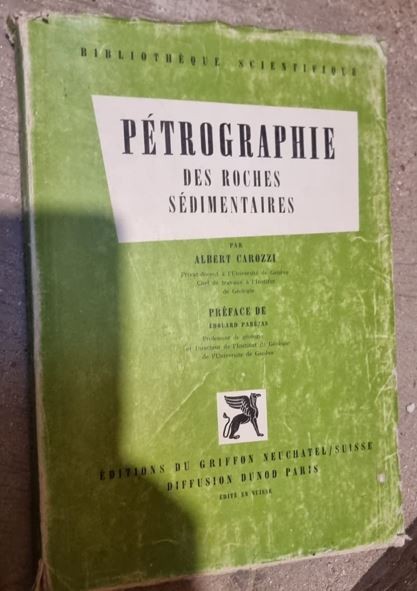 BIBLIOTHÈQUE SCIENTIFIQUE
PÉTROGRAPHIE
DES ROCHES
SÉDIMENTAIRES
PAR
ALBERT CAROZZI
Privat-docent à l'Université de Genève
Chef de travaux à l'Institut
de Géologie
PRÉFACE DE
ÉDOUARD PARÉJAS
Professeur de géologie
et Directeur de l'Institut de Géologie
de l'Université de Genève
ÉDITIONS DU GRIFFON NEUCHATEL/SUISSE
DIFFUSION DUNOD PARIS
ÉDITÉ EN SUISSE